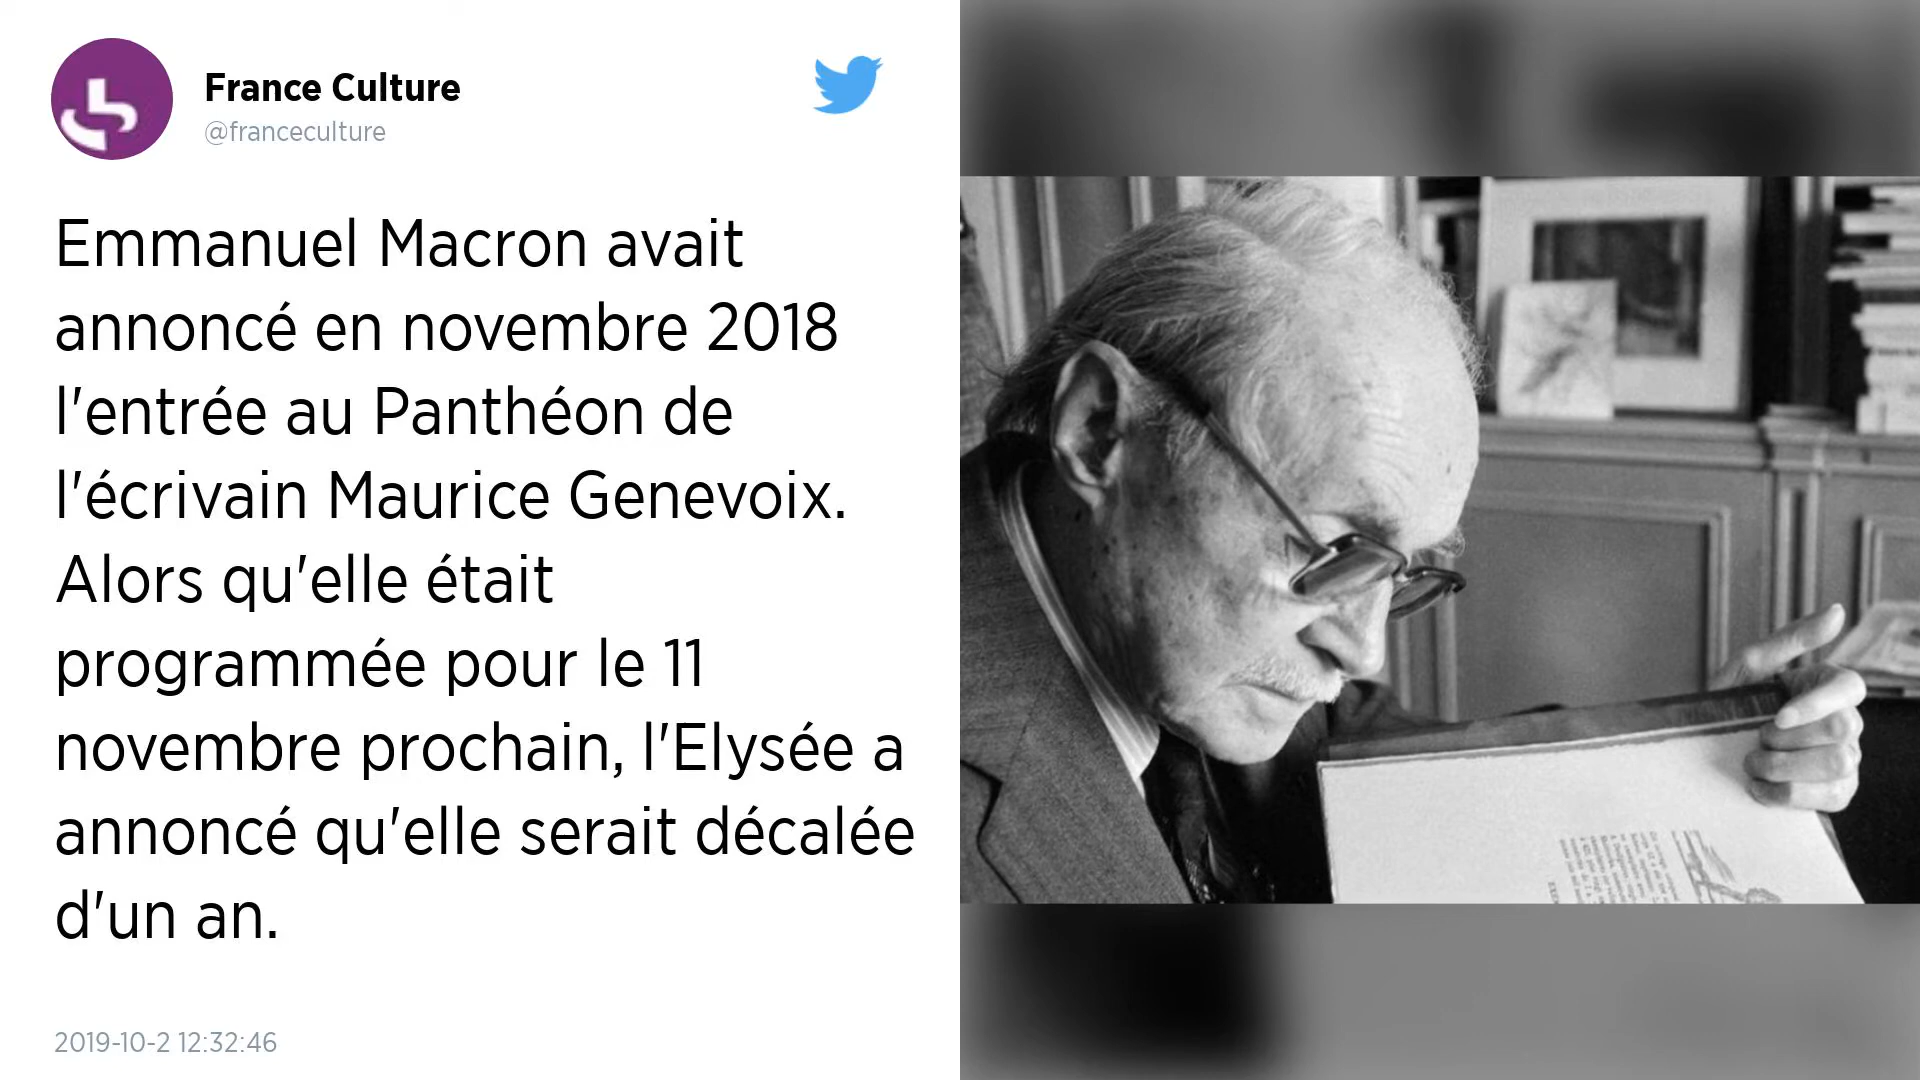 France Culture
@franceculture
Emmanuel Macron avait
annoncé en novembre 2018
l'entrée au Panthéon de
l'écrivain Maurice Genevoix.
Alors qu'elle était
programmée pour le 11
novembre prochain, l'Elysée a
annoncé qu'elle serait décalée
d'un an.
2019-10-2 12:32:46